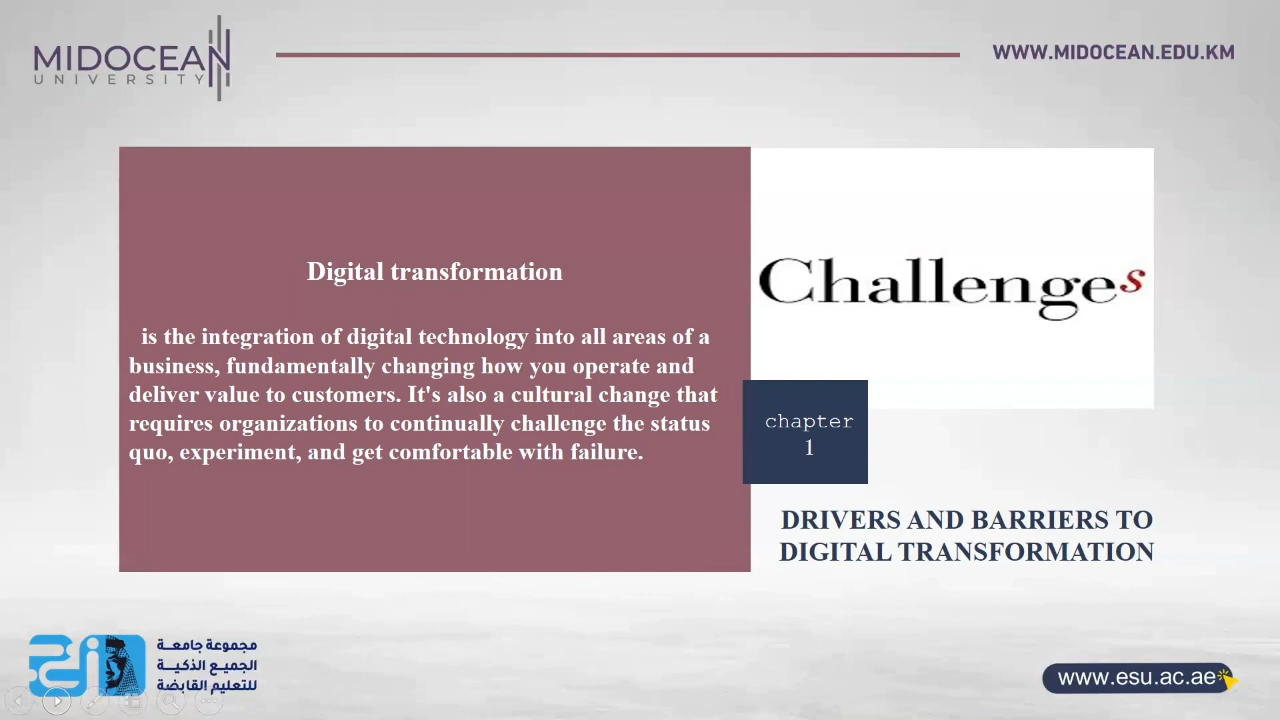 MIDOCEAN
UNIVERSITY
WWW.MIDOCEAN.EDU.KM
Digital transformation
is the integration of digital technology into all areas of a
business, fundamentally changing how you operate and
deliver value to customers. It's also a cultural change that
requires organizations to continually challenge the status
quo, experiment, and get comfortable with failure.
Challenges
chapter
1
DRIVERS AND BARRIERS TO
DIGITAL TRANSFORMATION
مجموعة جامعـة
الجميـع الذكيـة
للتعليم القابضة
www.esu.ac.ae